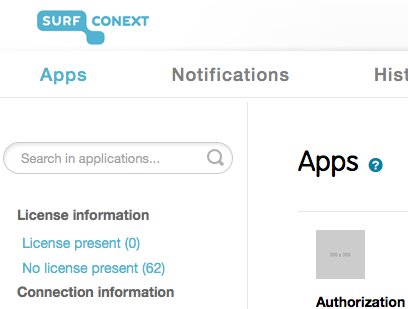 SURF CONEXT
Apps Notifications Hist
Search in applications...
Apps ?
License information
License present (0)
No license present (62)
Connection information
Authorization